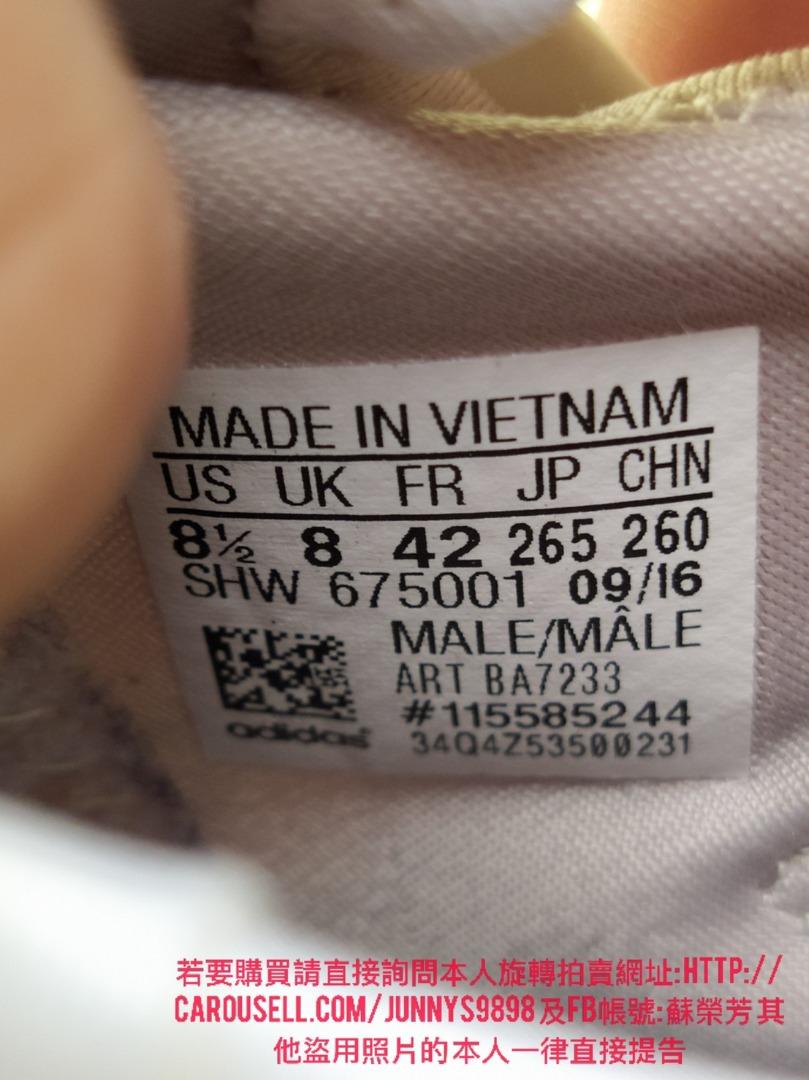 MADE IN VIETNAM
US UK FR JP CHN
8½ 8 42 265 260
SHW 675001 09/16
MALE/MÂLE
ART BA7233
#115585244
adidas
34Q4Z53500231
若要購買請直接詢問本人旋轉拍賣網址:HTTP://
CAROUSELL.COM/JUNNYS9898及FB帳號:蘇榮芳其
他盜用照片的本人一律直接提告